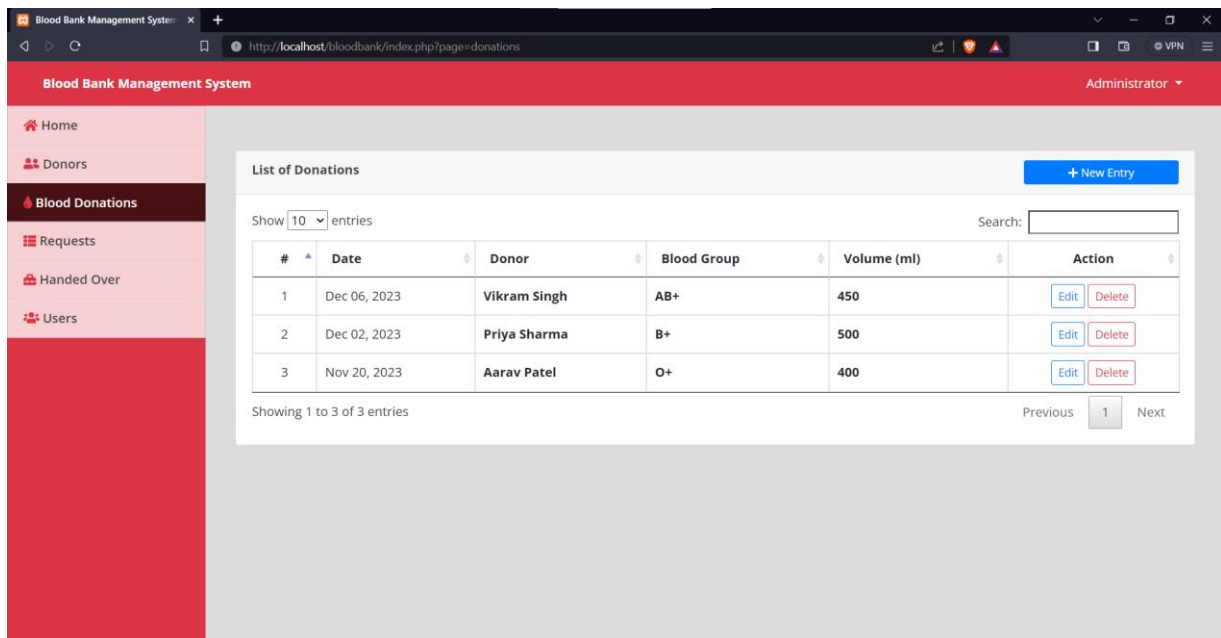 Blood Bank Management System
http://localhost/bloodbank/index.php?page=donations
VPN
Blood Bank Management System
Administrator
Home
Donors
Blood Donations
Requests
Handed Over
Users
List of Donations
+ New Entry
Show 10 entries
Search:
# Date Donor Blood Group Volume (ml) Action
1 Dec 06, 2023 Vikram Singh AB+ 450 Edit Delete
2 Dec 02, 2023 Priya Sharma B+ 500 Edit Delete
3 Nov 20, 2023 Aarav Patel O+ 400 Edit Delete
Showing 1 to 3 of 3 entries
Previous 1 Next